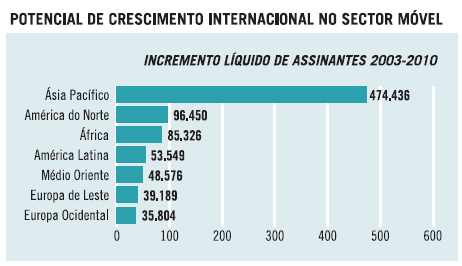 POTENCIAL DE CRESCIMENTO INTERNACIONAL NO SECTOR MÓVEL
INCREMENTO LÍQUIDO DE ASSINANTES 2003-2010
Ásia Pacífico 474,436
América do Norte 96.450
África 85,326
América Latina 53.549
Médio Oriente 48,576
Europa de Leste 39.189
Europa Ocidental 35,804
0 100 200 300 400 500 600